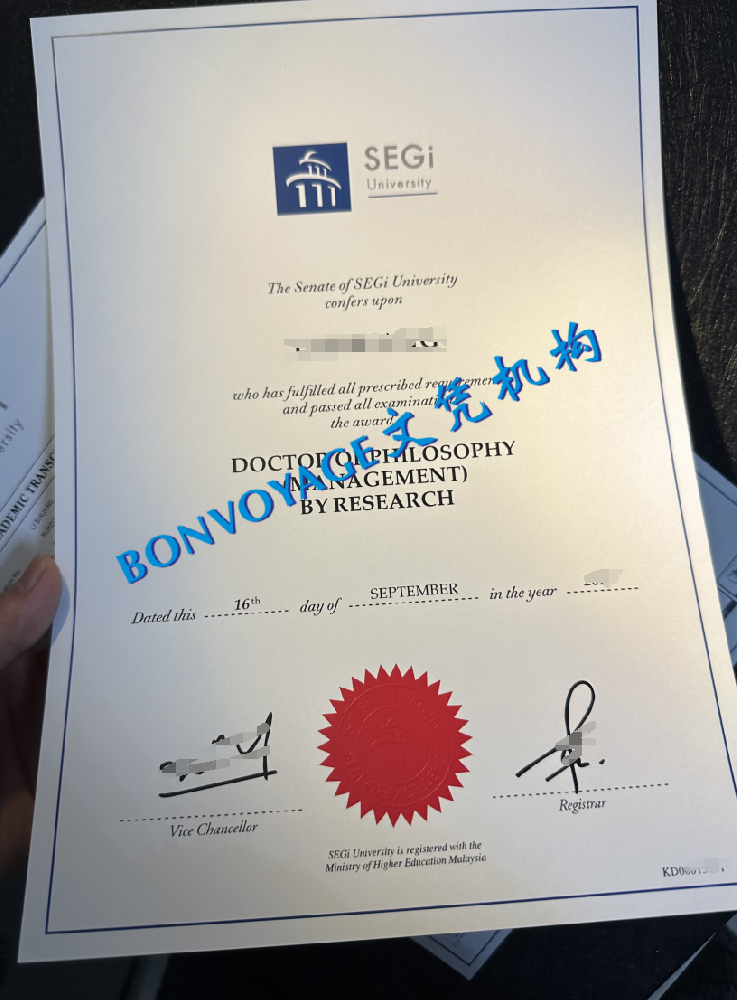 SEGi
University
The Senate of SEGi University
confers upon
who has fulfilled all prescribed
and passed all
the award
DOCTOR OF PHILOSOPHY
(MANAGEMENT)
BY RESEARCH
BONVOYAGE文凭机构
Dated this 16th day of SEPTEMBER in the year
Vice Chancellor
Registrar
SEGi University is registered with the
Ministry of Higher Education Malaysia